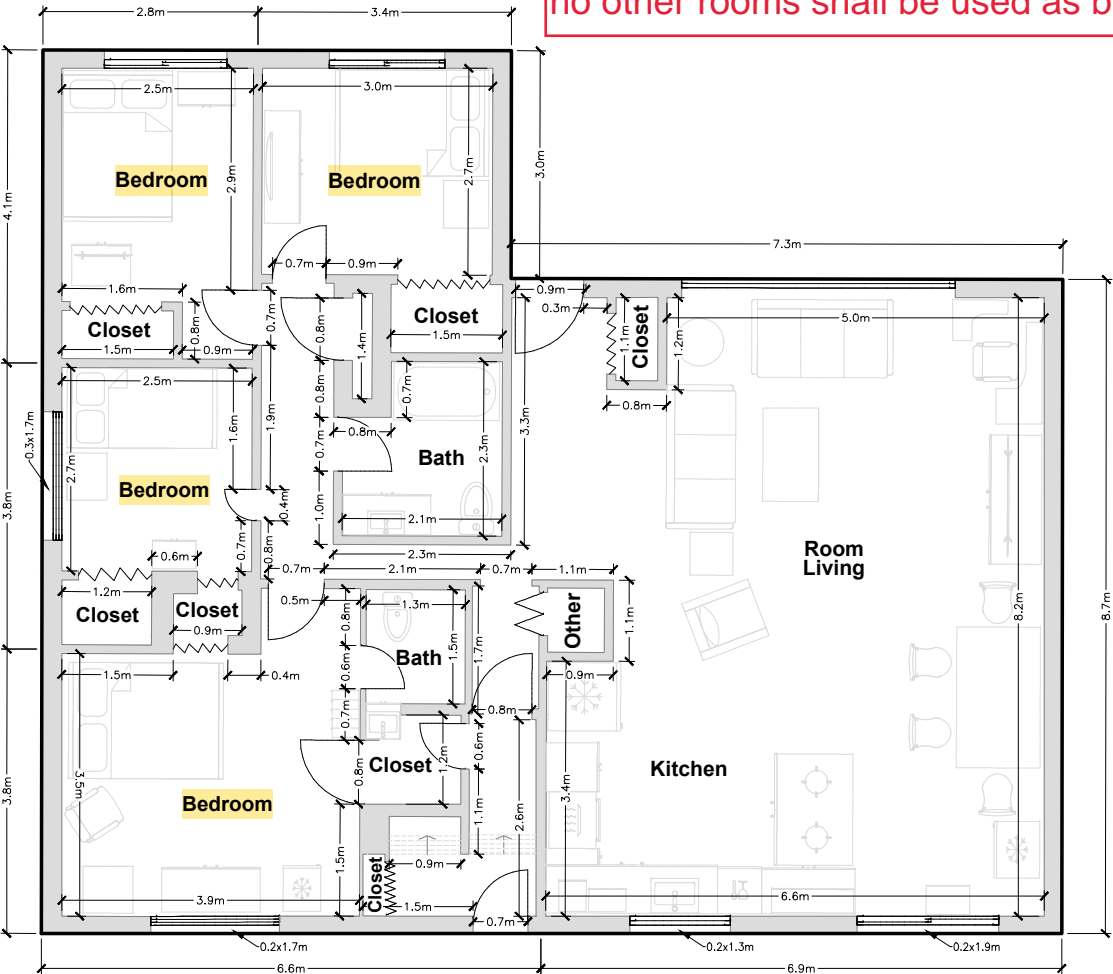 no other rooms shall be used as b
2.8m
3.4m
2.5m
3.0m
Bedroom
Bedroom
2.9m
2.7m
3.0m
4.1m
7.3m
0.7m
0.9m
1.6m
0.9m
0.3m
5.0m
Closet
1.5m
0.8m
0.9m
0.7m
0.8m
1.4m
Closet
1.5m
1.1m
Closet
1.2m
0.8m
2.5m
1.6m
1.9m
0.8m
0.7m
0.8m
0.7m
3.3m
0.3x1.7m
2.7m
Bedroom
Bath
2.3m
0.4m
1.0m
2.1m
3.8m
0.6m
0.7m
0.8m
2.3m
Room
Living
0.7m
2.1m
0.7m
1.1m
1.2m
Closet
Closet
0.9m
0.5m
0.8m
1.3m
Other
1.1m
8.2m
8.7m
1.5m
0.4m
0.6m
Bath
1.5m
1.7m
0.9m
0.7m
0.8m
3.5m
Bedroom
0.8m
Closet
1.2m
0.6m
Kitchen
3.4m
3.8m
1.5m
1.1m
2.6m
0.9m
Closet
3.9m
1.5m
0.7m
6.6m
0.2x1.7m
0.2x1.3m
0.2x1.9m
6.6m
6.9m